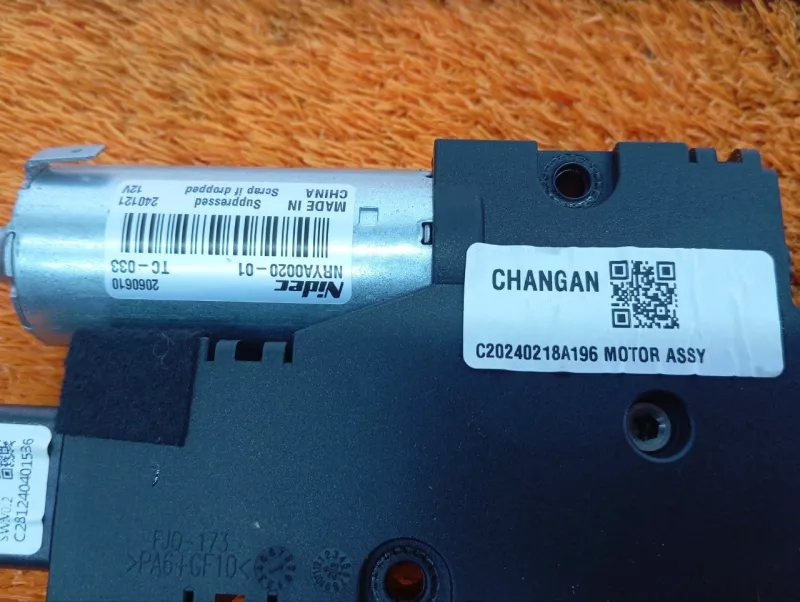 Nidec
2060610
NRYA0020-01
TC-033
MADE IN
CHINA
Suppressed
Scrap if dropped
240121
12V
CHANGAN
C20240218A196 MOTOR ASSY
C281240401536
FJQ-173
>PA6+GF10<